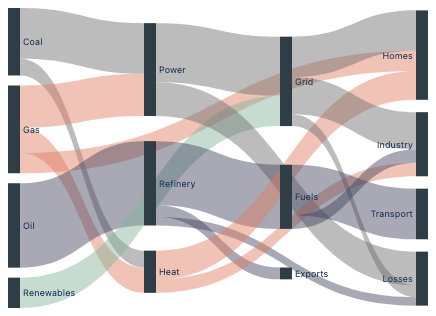 Coal
Gas
Oil
Renewables
Power
Refinery
Heat
Grid
Fuels
Exports
Homes
Industry
Transport
Losses